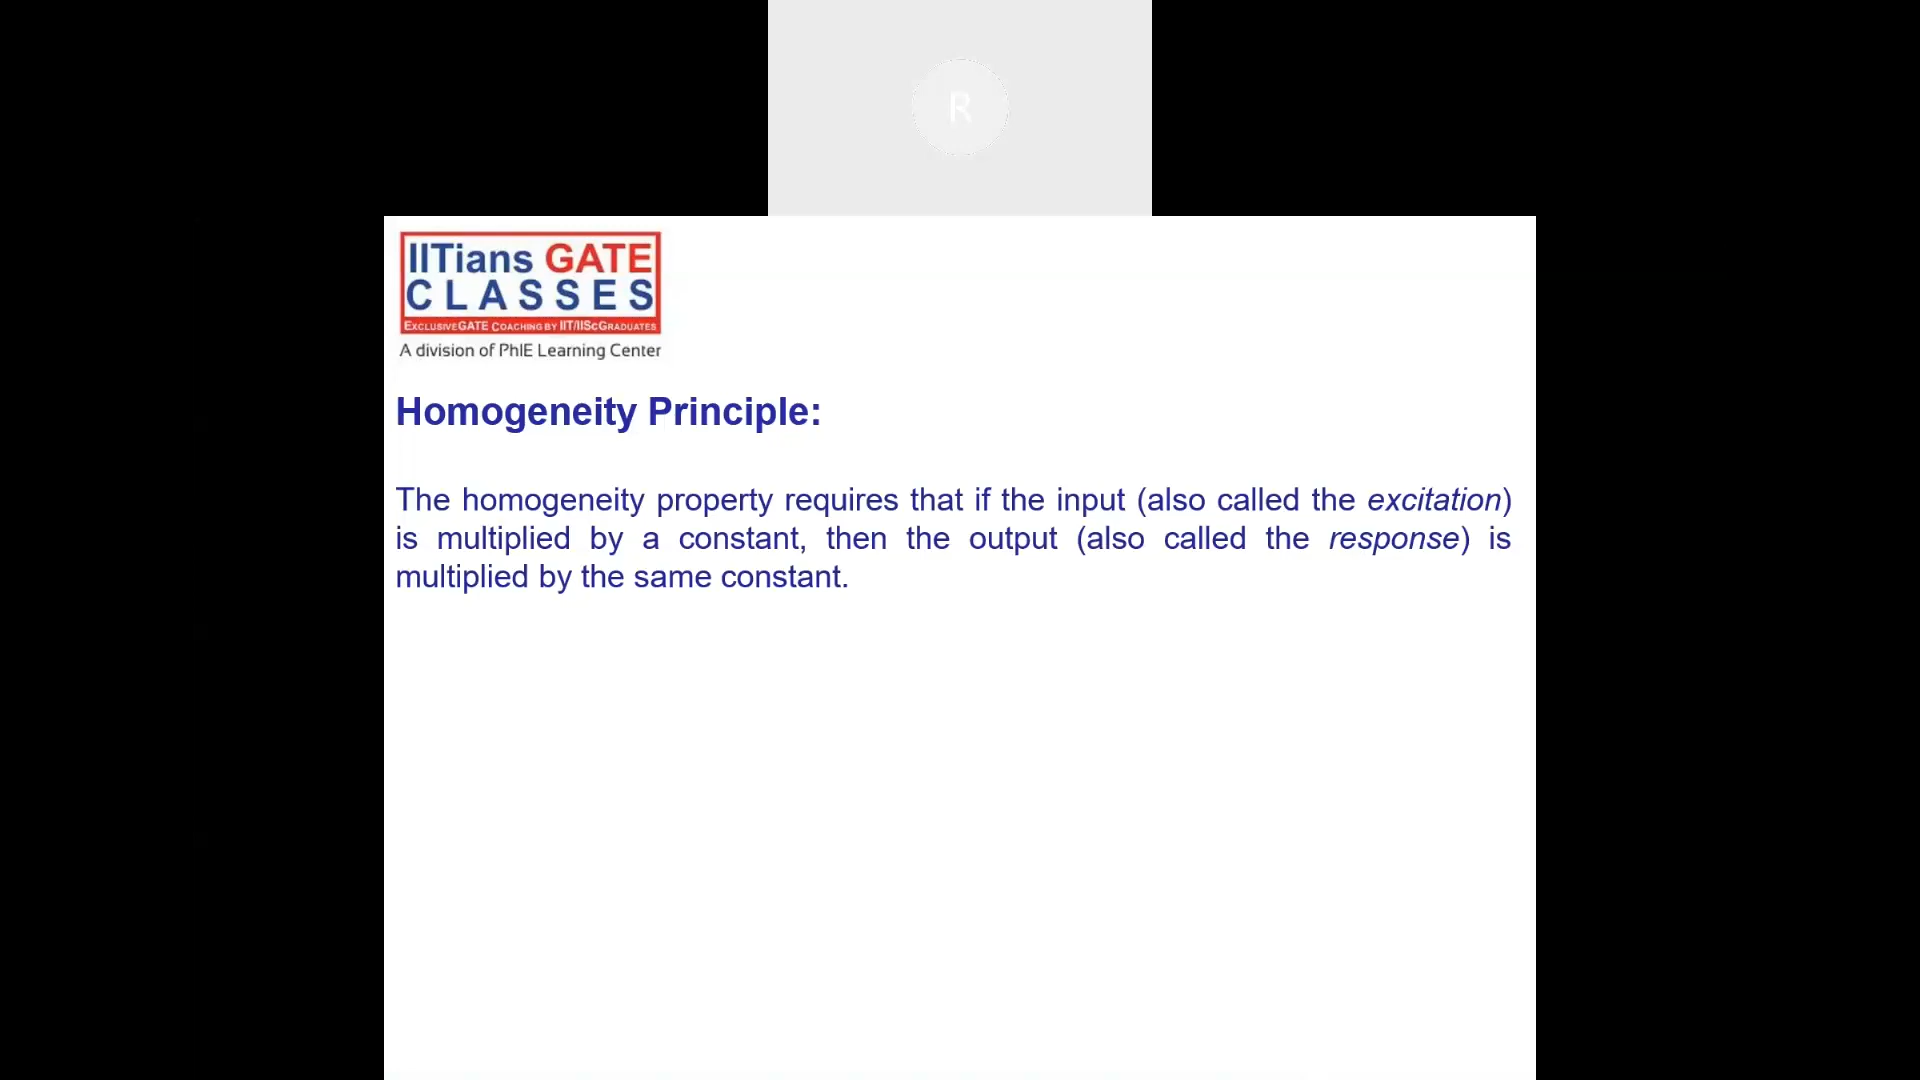 R
IITians GATE
CLASSES
EXCLUSIVE GATE COACHING BY IIT/IISc GRADUATES
A division of PhIE Learning Center
Homogeneity Principle:
The homogeneity property requires that if the input (also called the excitation)
is multiplied by a constant, then the output (also called the response) is
multiplied by the same constant.